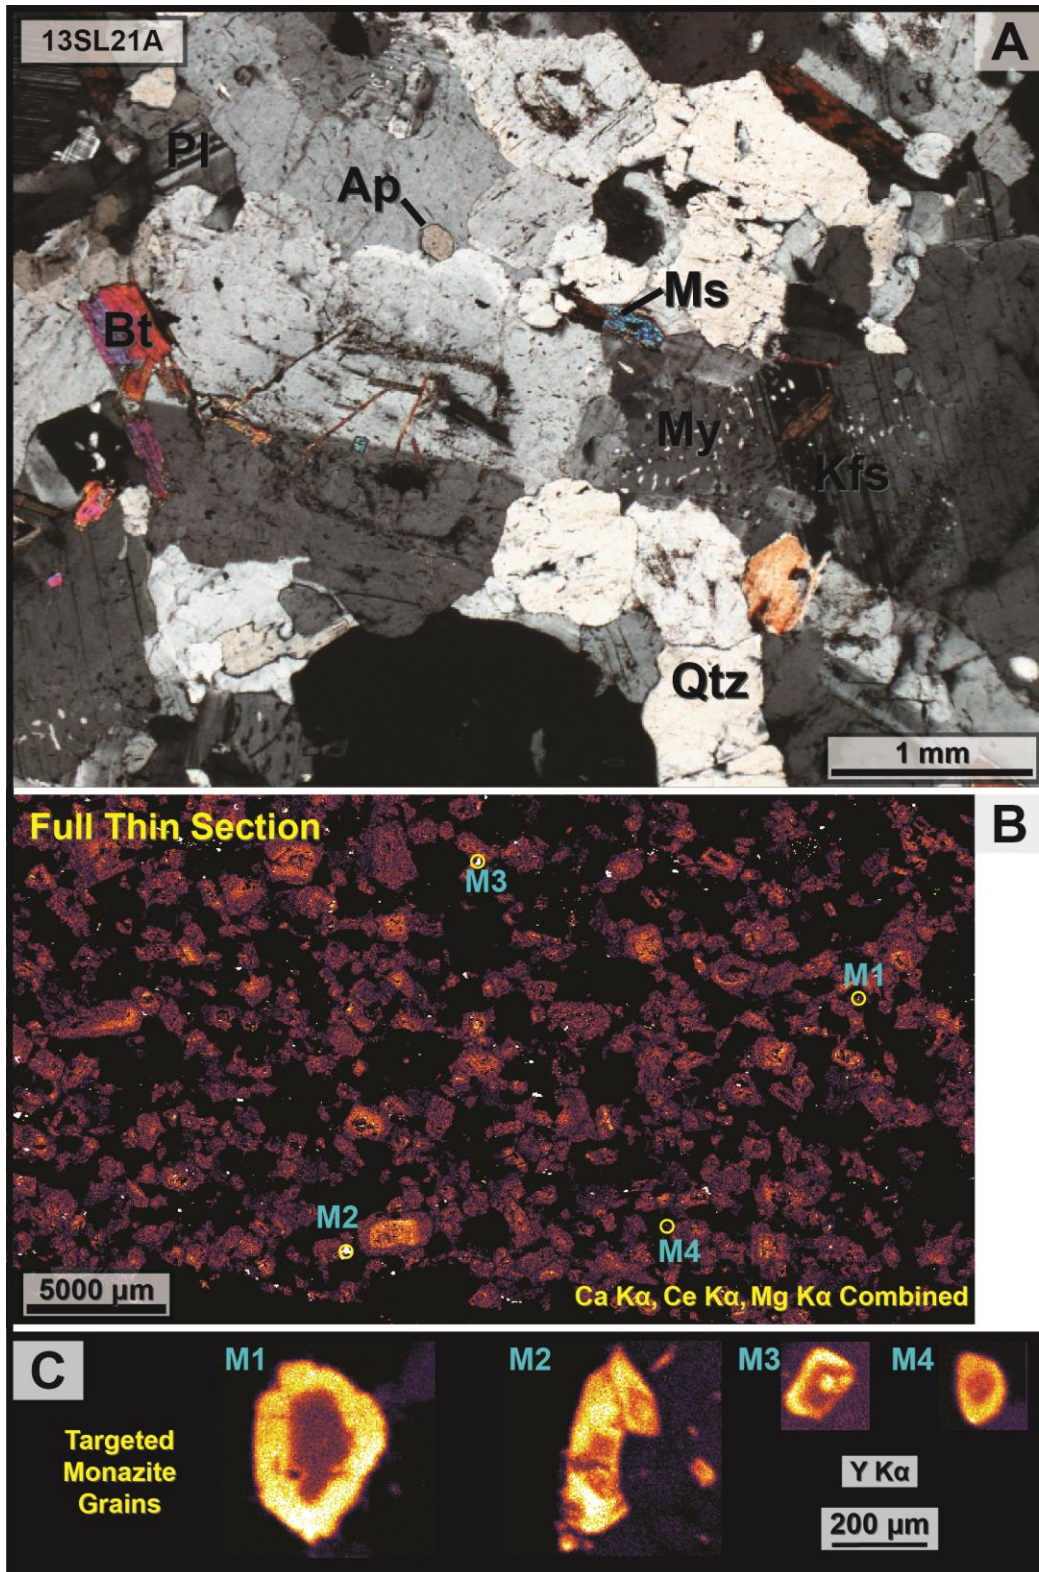 13SL21A
A
Pl
Ap
Ms
Bt
My
Kfs
Qtz
1 mm
Full Thin Section
B
M3
M1
M2
M4
5000 µm
Ca Kα, Ce Kα, Mg Kα Combined
C
M1
M2
M3
M4
Targeted
Monazite
Grains
Y Kα
200 µm